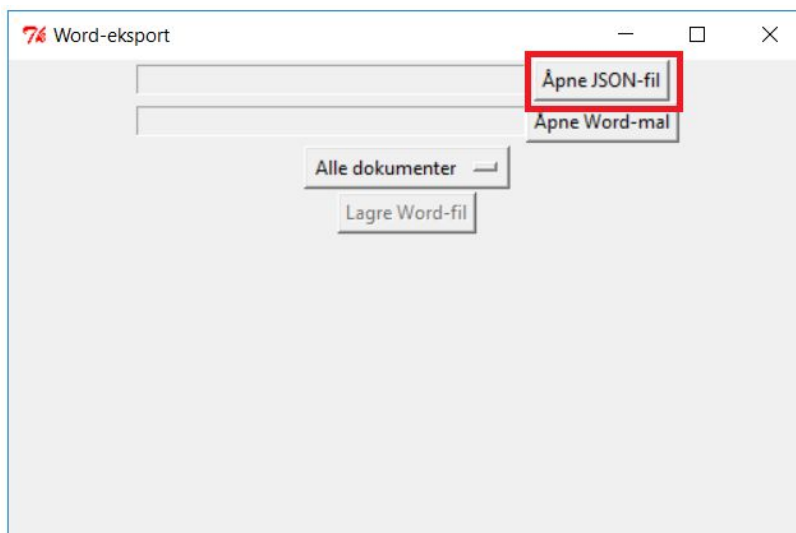 Word-eksport
Åpne JSON-fil
Åpne Word-mal
Alle dokumenter
Lagre Word-fil